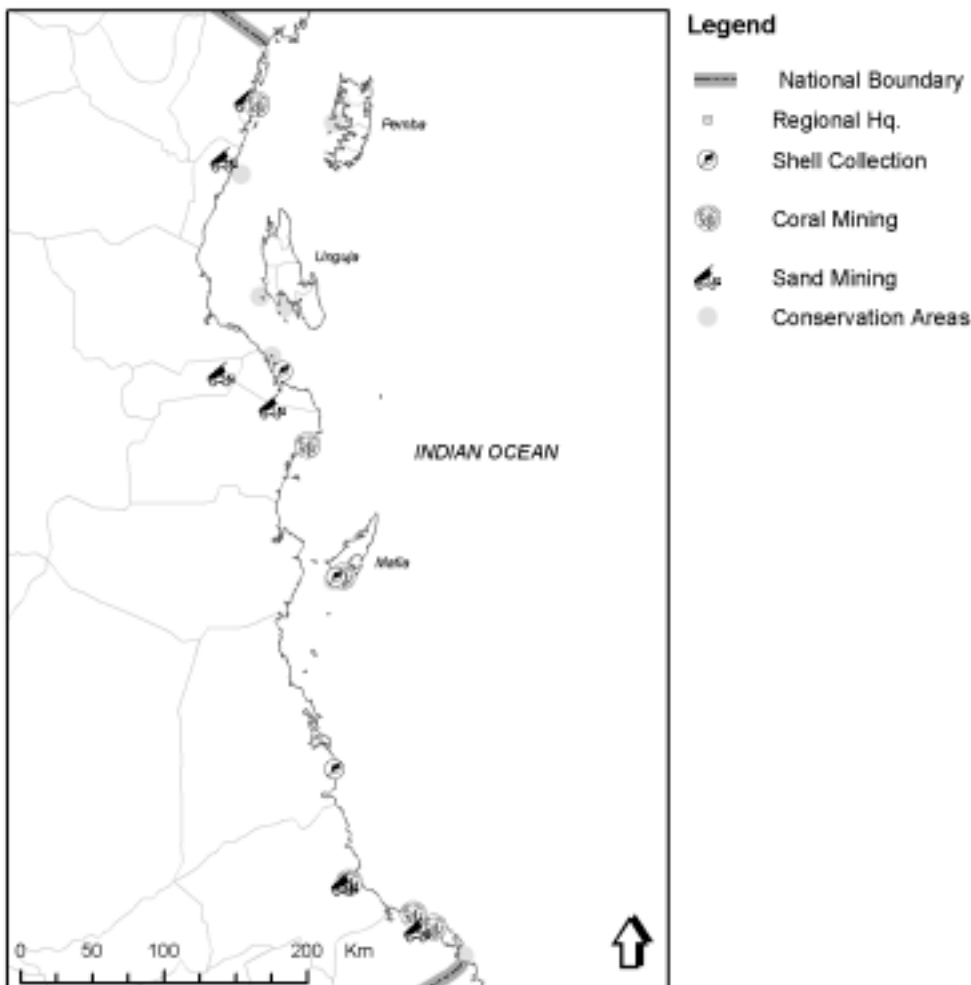 Legend
National Boundary
Regional Hq.
Shell Collection
Coral Mining
Sand Mining
Conservation Areas
Pemba
Unguja
INDIAN OCEAN
Mafia
0 50 100 200 Km